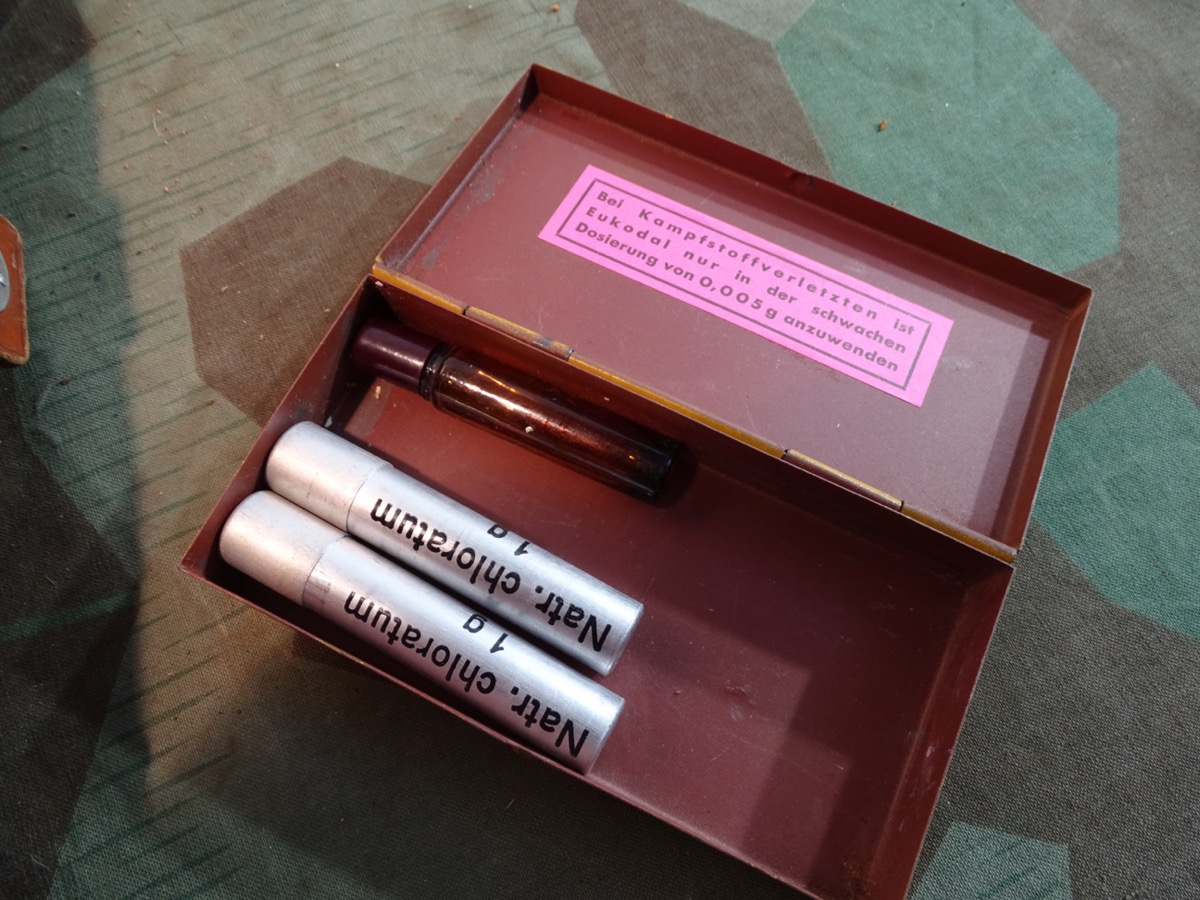 Bei Kampfstoffverletzten ist
Eukodal nur in der schwachen
Dosierung von 0,005 g anzuwenden
Natr. chloratum
1 g
Natr. chloratum
1 g